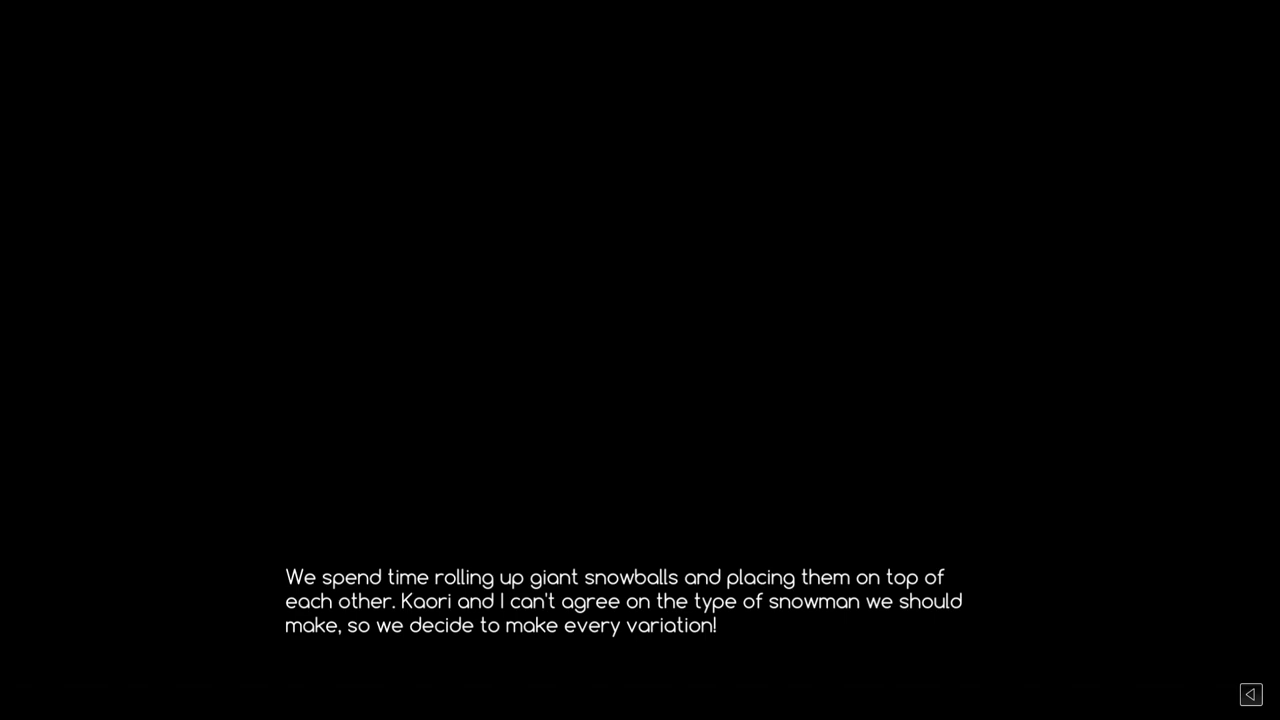 We spend time rolling up giant snowballs and placing them on top of
each other. Kaori and I can't agree on the type of snowman we should
make, so we decide to make every variation!